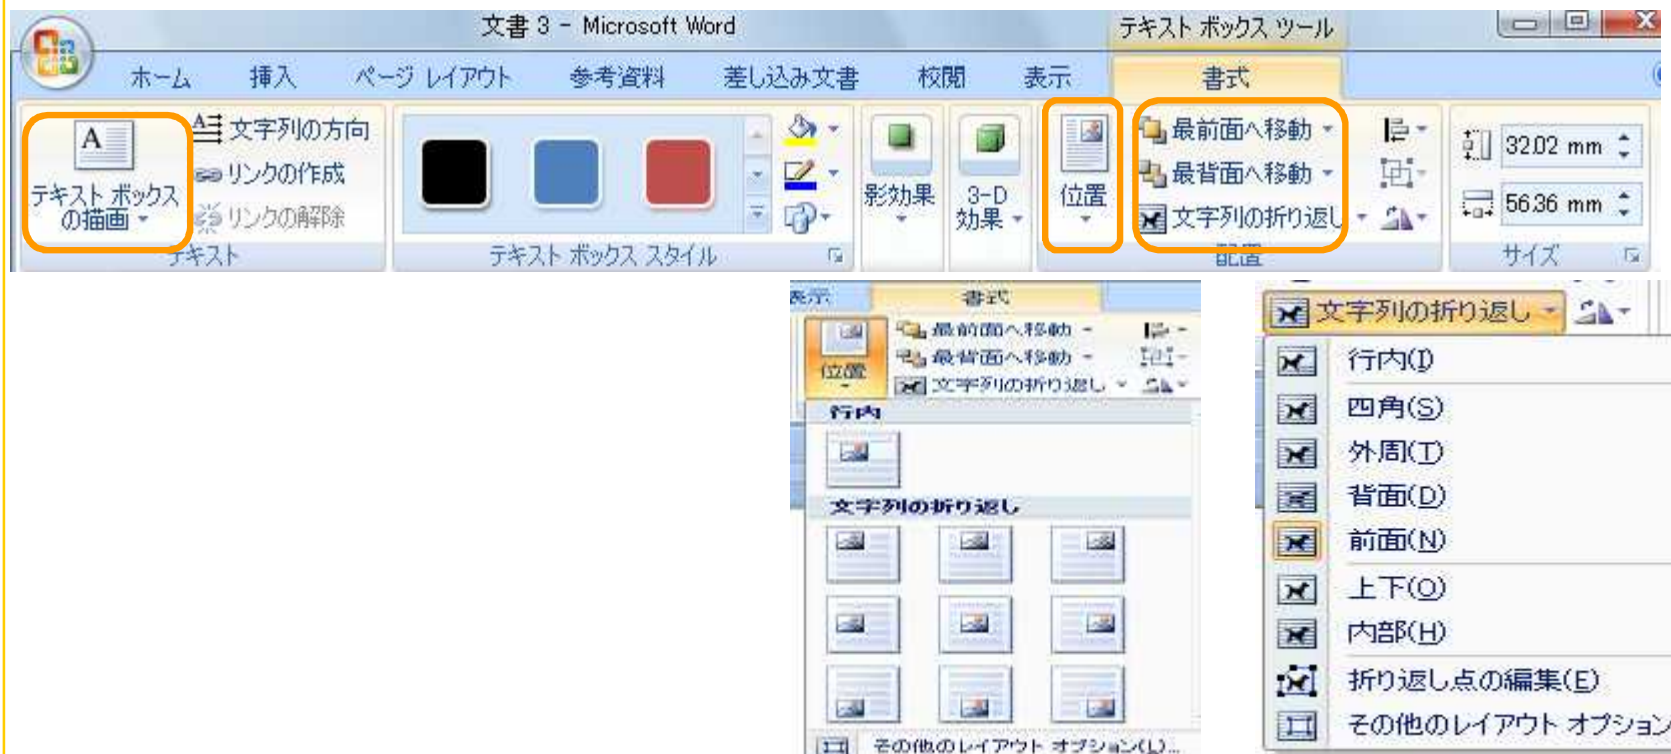 文書 3 - Microsoft Word
テキスト ボックス ツール
ホーム 挿入 ページ レイアウト 参考資料 差し込み文書 校閲 表示 書式
A
テキスト ボックス
の描画
文字列の方向
リンクの作成
リンクの解除
テキスト
テキスト ボックス スタイル
影効果
3-D
効果
位置
最前面へ移動
最背面へ移動
文字列の折り返し
配置
32.02 mm
56.36 mm
サイズ
表示 書式
位置
最前面へ移動
最背面へ移動
文字列の折り返し
行内
文字列の折り返し
その他のレイアウト オプション(L)...
文字列の折り返し
行内(I)
四角(S)
外周(T)
背面(D)
前面(N)
上下(O)
内部(H)
折り返し点の編集(E)
その他のレイアウト オプション